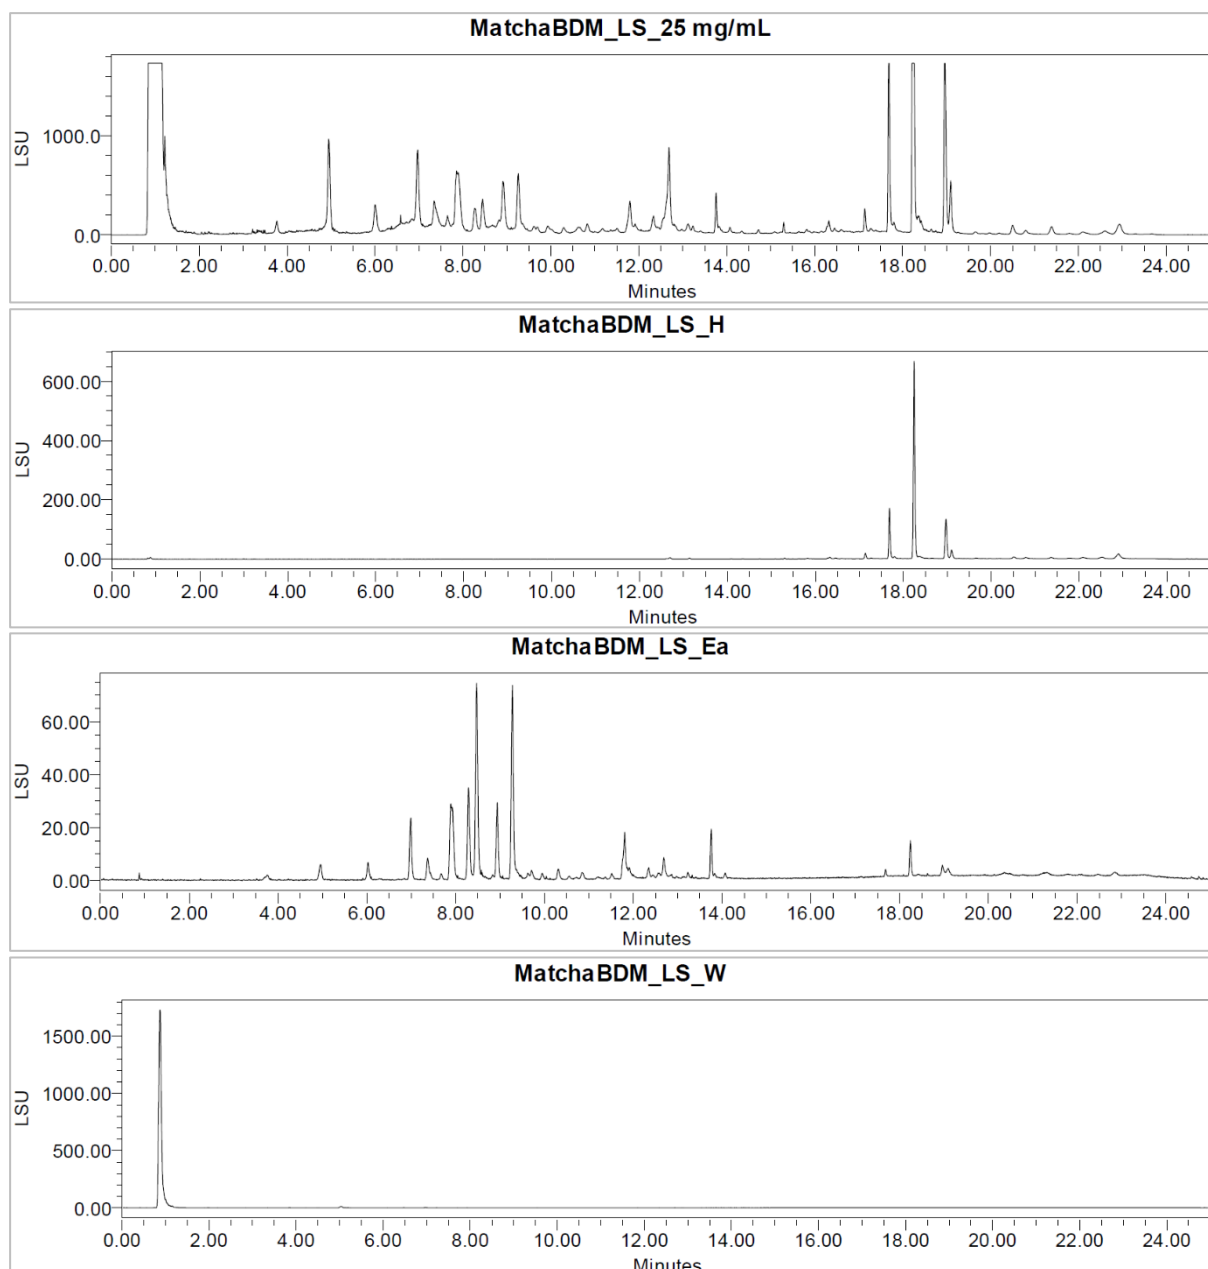 MatchaBDM_LS_25 mg/mL
1000.0
LSU
0.0
0.00 2.00 4.00 6.00 8.00 10.00 12.00 14.00 16.00 18.00 20.00 22.00 24.00
Minutes
MatchaBDM_LS_H
600.00
400.00
LSU
200.00
0.00
0.00 2.00 4.00 6.00 8.00 10.00 12.00 14.00 16.00 18.00 20.00 22.00 24.00
Minutes
MatchaBDM_LS_Ea
60.00
LSU
40.00
20.00
0.00
0.00 2.00 4.00 6.00 8.00 10.00 12.00 14.00 16.00 18.00 20.00 22.00 24.00
Minutes
MatchaBDM_LS_W
1500.00
LSU
1000.00
500.00
0.00
0.00 2.00 4.00 6.00 8.00 10.00 12.00 14.00 16.00 18.00 20.00 22.00 24.00
Minutes